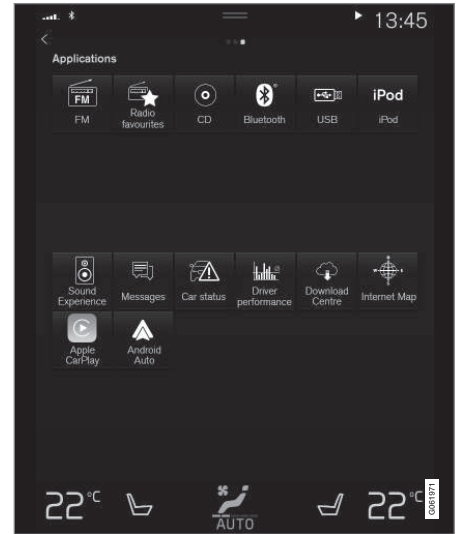 13:45
Applications
FM
iPod
FM
Radio
favourites
CD
Bluetooth
USB
iPod
Sound
Experience
Messages
Car status
Driver
performance
Download
Centre
Internet Map
Apple
CarPlay
Android
Auto
22°C
AUTO
22°C
G061971